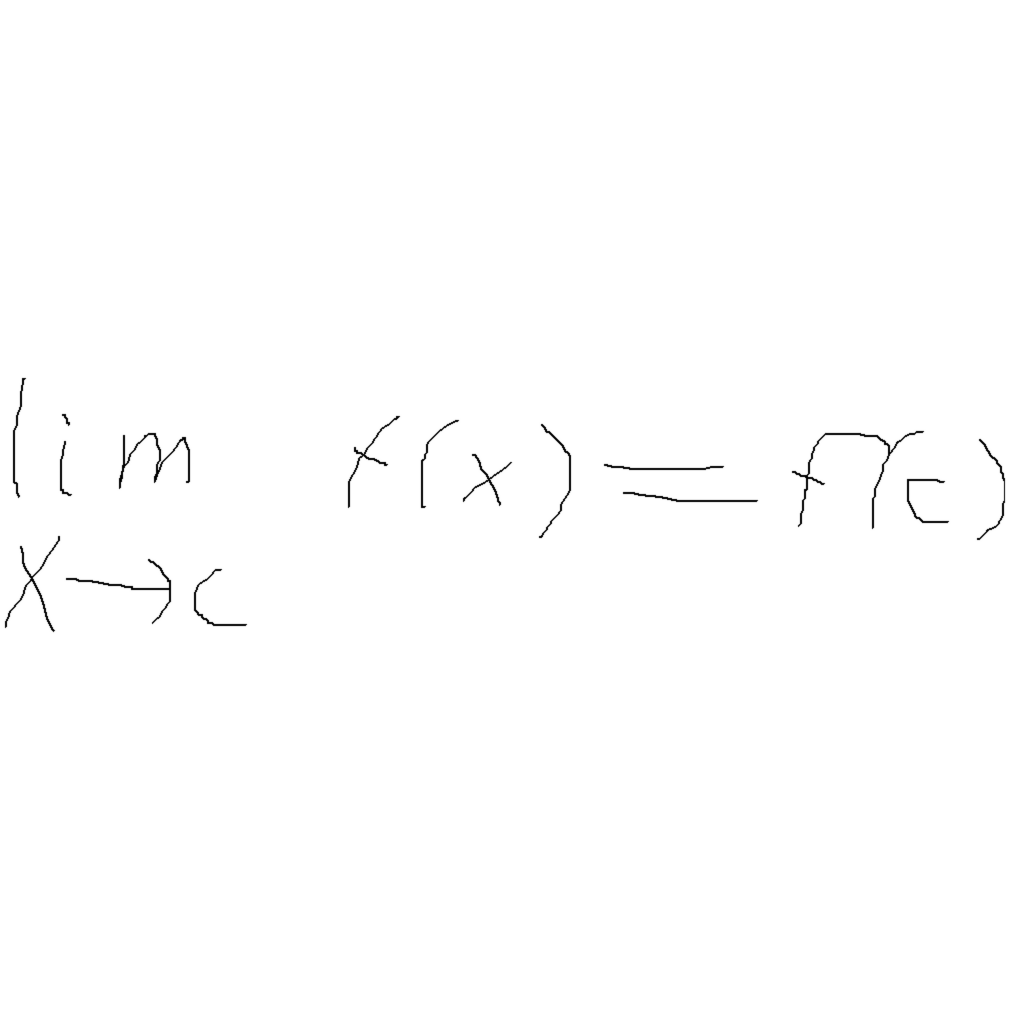 lim f(x) = f(c)
x→c